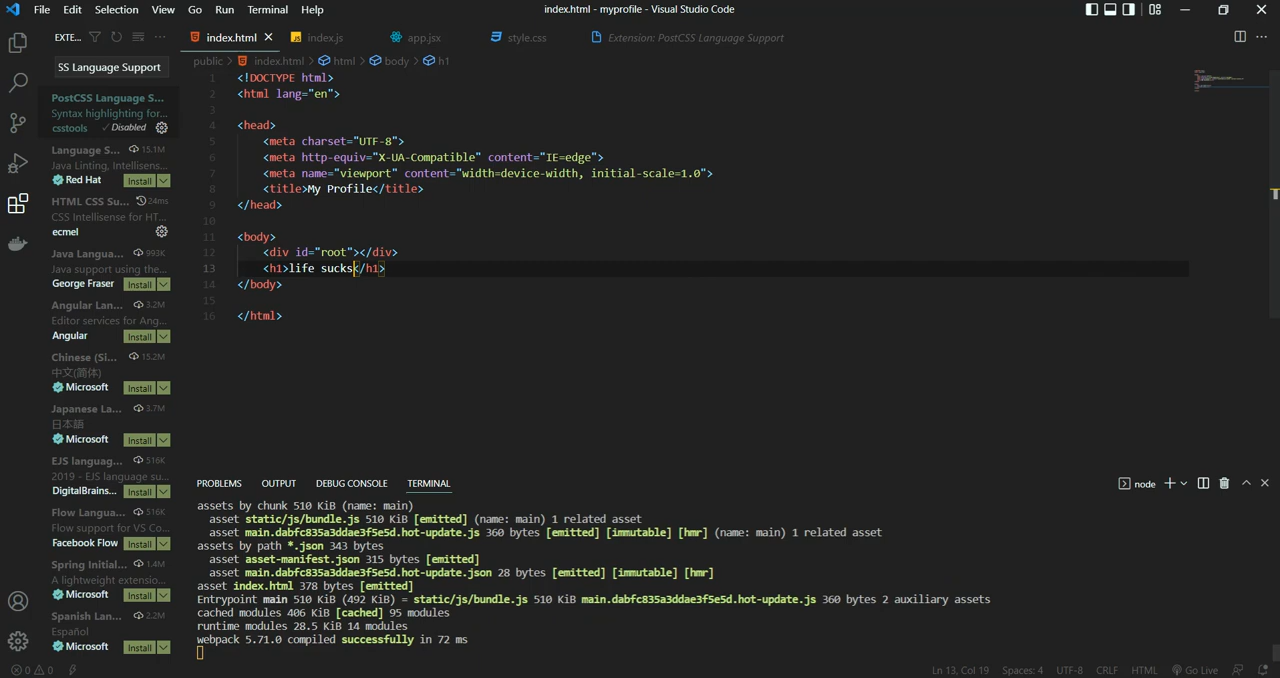 File Edit Selection View Go Run Terminal Help
index.html - myprofile - Visual Studio Code
EXTE...
index.html
index.js
app.jsx
style.css
Extension: PostCSS Language Support
SS Language Support
public > index.html > html > body > h1
PostCSS Language S...
Syntax highlighting for...
csstools ✓Disabled
Language S... 15.1M
Java Linting, Intellisens...
Red Hat Install
HTML CSS Su... 24ms
CSS Intellisense for HT...
ecmel
Java Langua... 993K
Java support using the...
George Fraser Install
Angular Lan... 3.2M
Editor services for Ang...
Angular Install
Chinese (Si... 15.2M
中文(简体)
Microsoft Install
Japanese La... 3.7M
日本語
Microsoft Install
EJS languag... 516K
2019 - EJS language su...
DigitalBrains... Install
Flow Langua... 516K
Flow support for VS Co...
Facebook Flow Install
Spring Initial... 1.4M
A lightweight extensio...
Microsoft Install
Spanish Lan... 2.2M
Español
Microsoft Install
1 <!DOCTYPE html>
2 <html lang="en">
3
4 <head>
5 <meta charset="UTF-8">
6 <meta http-equiv="X-UA-Compatible" content="IE=edge">
7 <meta name="viewport" content="width=device-width, initial-scale=1.0">
8 <title>My Profile</title>
9 </head>
10
11 <body>
12 <div id="root"></div>
13 <h1>life sucks</h1>
14 </body>
15
16 </html>
PROBLEMS OUTPUT DEBUG CONSOLE TERMINAL
node
assets by chunk 510 KiB (name: main)
asset static/js/bundle.js 510 KiB [emitted] (name: main) 1 related asset
asset main.dabfc835a3ddae3f5e5d.hot-update.js 360 bytes [emitted] [immutable] [hmr] (name: main) 1 related asset
assets by path *.json 343 bytes
asset asset-manifest.json 315 bytes [emitted]
asset main.dabfc835a3ddae3f5e5d.hot-update.json 28 bytes [emitted] [immutable] [hmr]
asset index.html 378 bytes [emitted]
Entrypoint main 510 KiB (492 KiB) = static/js/bundle.js 510 KiB main.dabfc835a3ddae3f5e5d.hot-update.js 360 bytes 2 auxiliary assets
cached modules 406 KiB [cached] 95 modules
runtime modules 28.5 KiB 14 modules
webpack 5.71.0 compiled successfully in 72 ms
0 0
Ln 13, Col 19 Spaces: 4 UTF-8 CRLF HTML Go Live